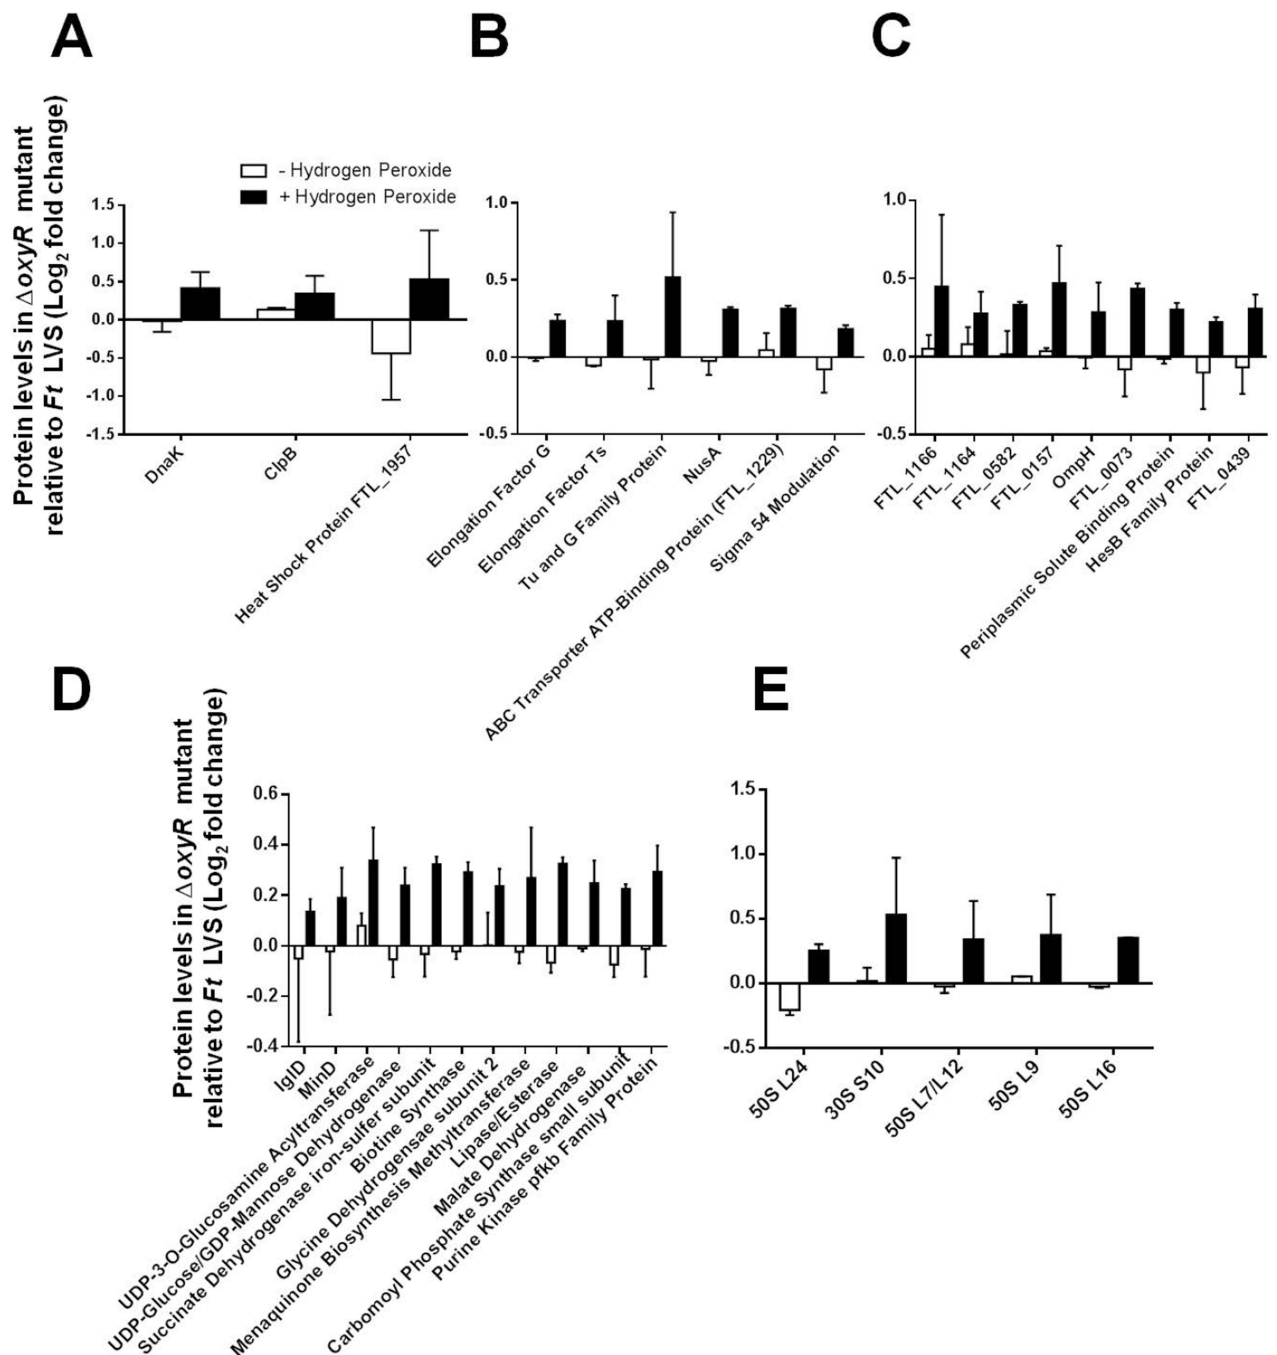 A
B
C
Protein levels in ΔoxyR mutant
relative to Ft LVS (Log2 fold change)
- Hydrogen Peroxide
+ Hydrogen Peroxide
1.5
1.0
0.5
0.0
-0.5
-1.0
-1.5
DnaK
ClpB
Heat Shock Protein FTL_1957
1.0
0.5
0.0
-0.5
Elongation Factor G
Elongation Factor Ts
Tu and G Family Protein
NusA
ABC Transporter ATP-Binding Protein (FTL_1229)
Sigma 54 Modulation
1.0
0.5
0.0
-0.5
FTL_1166
FTL_1164
FTL_0582
FTL_0157
OmpH
FTL_0073
Periplasmic Solute Binding Protein
HesB Family Protein
FTL_0439
D
E
Protein levels in ΔoxyR mutant
relative to Ft LVS (Log2 fold change)
0.6
0.4
0.2
0.0
-0.2
-0.4
IglD
MinD
UDP-3-O-Glucosamine Acyltransferase
UDP-Glucose/GDP-Mannose Dehydrogenase
Succinate Dehydrogenase iron-sulfer subunit
Biotine Synthase
Glycine Dehydrogensae subunit 2
Menaquinone Biosynthesis Methyltransferase
Lipase/Esterase
Malate Dehydrogenase
Carbomoyl Phosphate Synthase small subunit
Purine Kinase pfkb Family Protein
1.5
1.0
0.5
0.0
-0.5
50S L24
30S S10
50S L7/L12
50S L9
50S L16